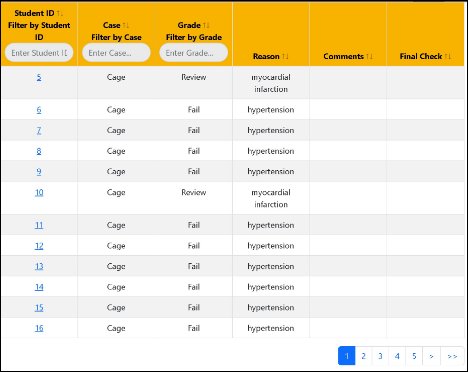 Student ID ↑↓ Case ↑↓ Grade ↑↓
Filter by Student Filter by Case Filter by Grade
ID
Enter Student ID Enter Case... Enter Grade... Reason ↑↓ Comments ↑↓ Final Check ↑↓
5 Cage Review myocardial
infarction
6 Cage Fail hypertension
7 Cage Fail hypertension
8 Cage Fail hypertension
9 Cage Fail hypertension
10 Cage Review myocardial
infarction
11 Cage Fail hypertension
12 Cage Fail hypertension
13 Cage Fail hypertension
14 Cage Fail hypertension
15 Cage Fail hypertension
16 Cage Fail hypertension
1 2 3 4 5 > >>